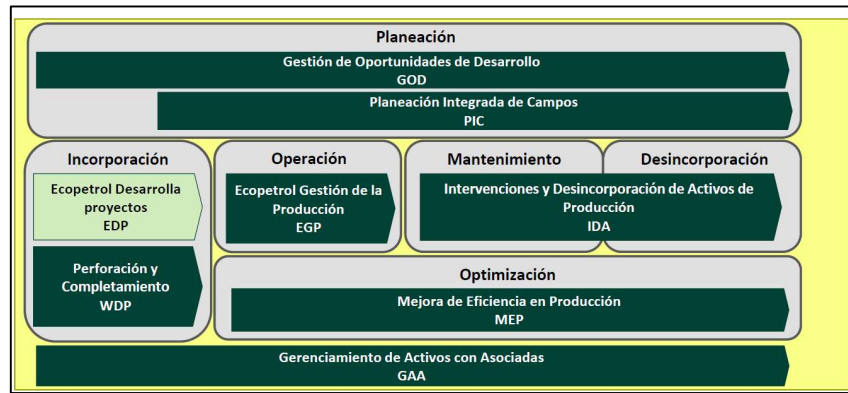 Planeación
Gestión de Oportunidades de Desarrollo
GOD
Planeación Integrada de Campos
PIC
Incorporación
Ecopetrol Desarrolla
proyectos
EDP
Perforación y
Completamiento
WDP
Operación
Ecopetrol Gestión de la
Producción
EGP
Mantenimiento
Desincorporación
Intervenciones y Desincorporación de Activos de
Producción
IDA
Optimización
Mejora de Eficiencia en Producción
MEP
Gerenciamiento de Activos con Asociadas
GAA